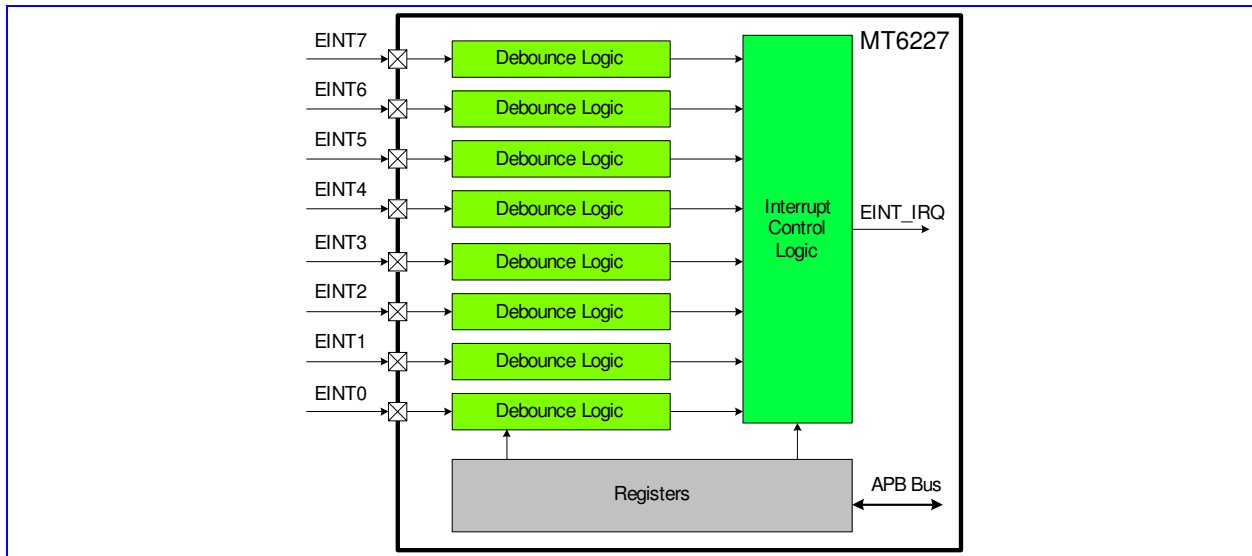 MT6227
EINT7
Debounce Logic
EINT6
Debounce Logic
EINT5
Debounce Logic
EINT4
Debounce Logic
EINT3
Debounce Logic
EINT2
Debounce Logic
EINT1
Debounce Logic
EINT0
Debounce Logic
Interrupt
Control
Logic
EINT_IRQ
Registers
APB Bus